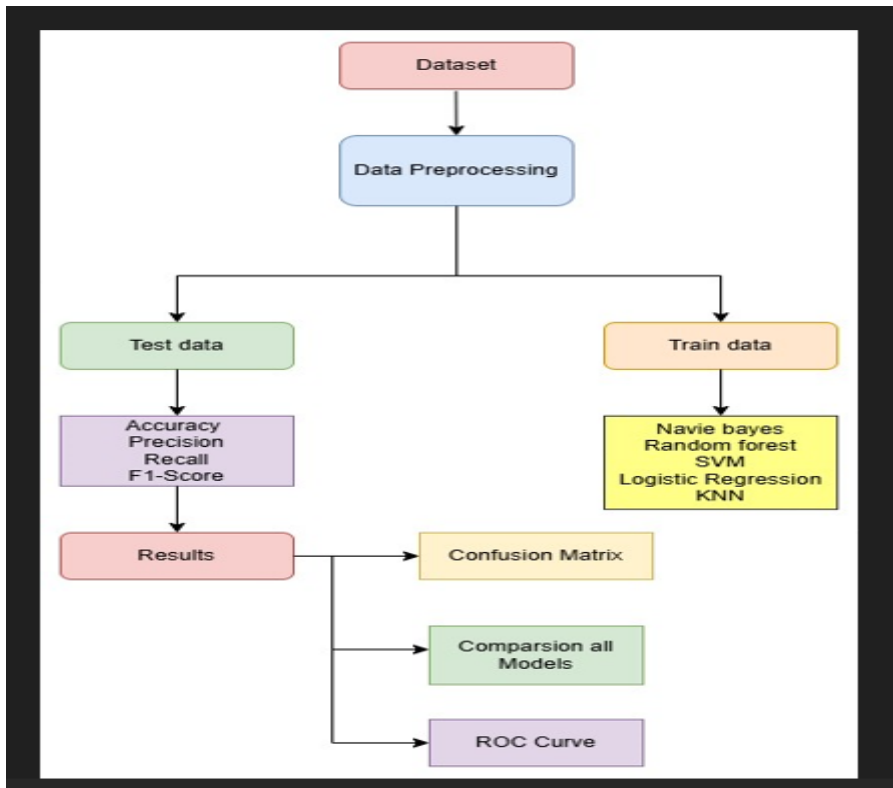 Dataset
Data Preprocessing
Test data
Train data
Accuracy
Precision
Recall
F1-Score
Navie bayes
Random forest
SVM
Logistic Regression
KNN
Results
Confusion Matrix
Comparsion all
Models
ROC Curve